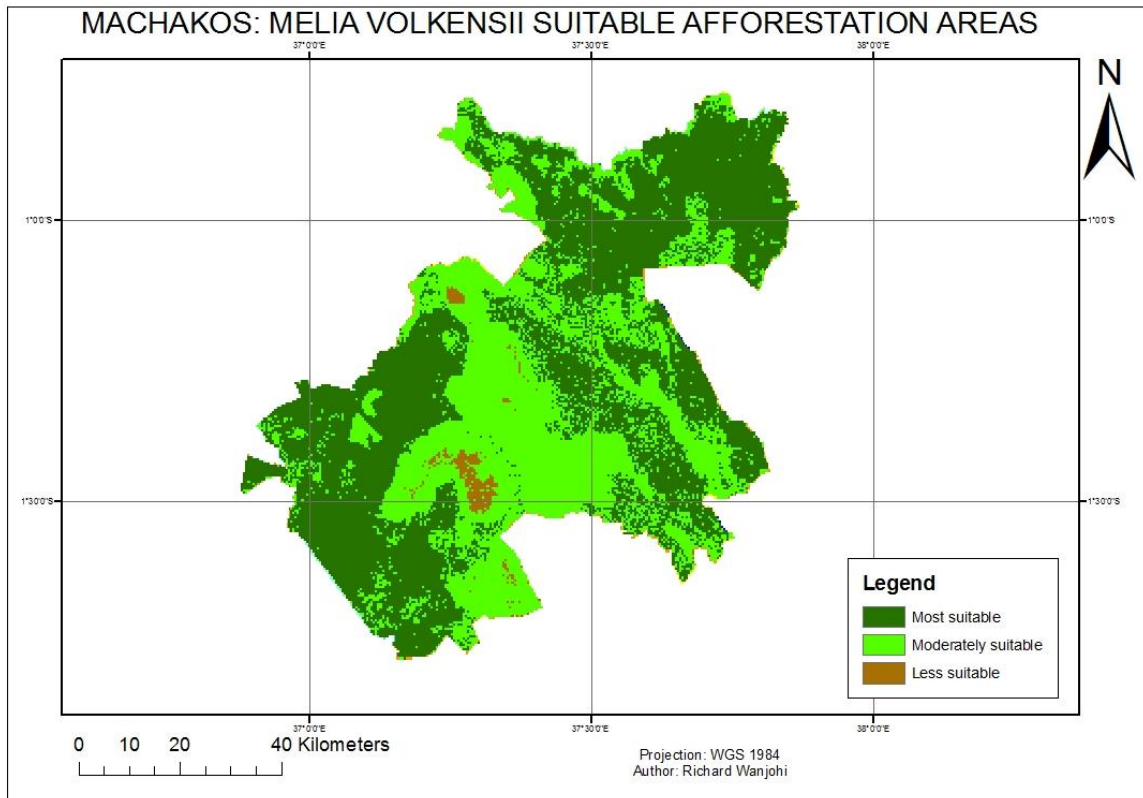 MACHAKOS: MELIA VOLKENSII SUITABLE AFFORESTATION AREAS
37°0'0"E 37°30'0"E 38°0'0"E
N
1°0'0"S 1°0'0"S
1°30'0"S 1°30'0"S
Legend
Most suitable
Moderately suitable
Less suitable
37°0'0"E 37°30'0"E 38°0'0"E
0 10 20 40 Kilometers
Projection: WGS 1984
Author: Richard Wanjohi